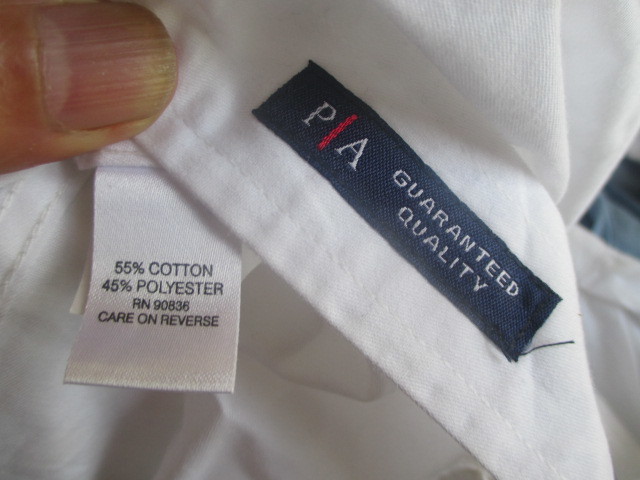 P/A
GUARANTEED
QUALITY
55% COTTON
45% POLYESTER
RN 90836
CARE ON REVERSE